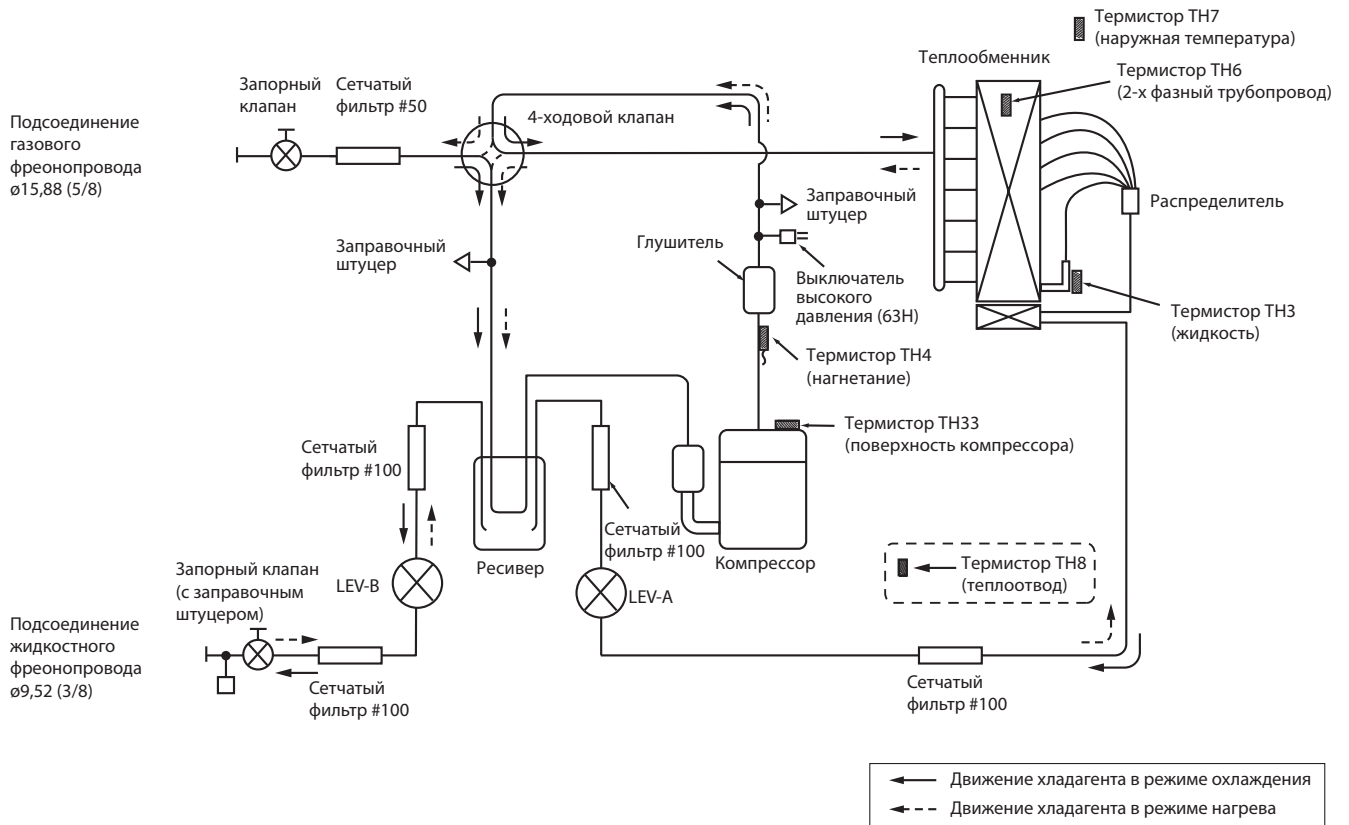 Термистор TH7
(наружная температура)
Теплообменник
Термистор TH6
(2-х фазный трубопровод)
Запорный
клапан
Сетчатый
фильтр #50
4-ходовой клапан
Подсоединение
газового
фреонопровода
ø15,88 (5/8)
Заправочный
штуцер
Распределитель
Заправочный
штуцер
Глушитель
Выключатель
высокого
давления (63H)
Термистор TH3
(жидкость)
Термистор TH4
(нагнетание)
Термистор TH33
(поверхность компрессора)
Сетчатый
фильтр #100
Сетчатый
фильтр #100
Ресивер
Компрессор
Термистор TH8
(теплоотвод)
Запорный клапан
(с заправочным
штуцером)
LEV-B
LEV-A
Подсоединение
жидкостного
фреонопровода
ø9,52 (3/8)
Сетчатый
фильтр #100
Сетчатый
фильтр #100
Движение хладагента в режиме охлаждения
Движение хладагента в режиме нагрева